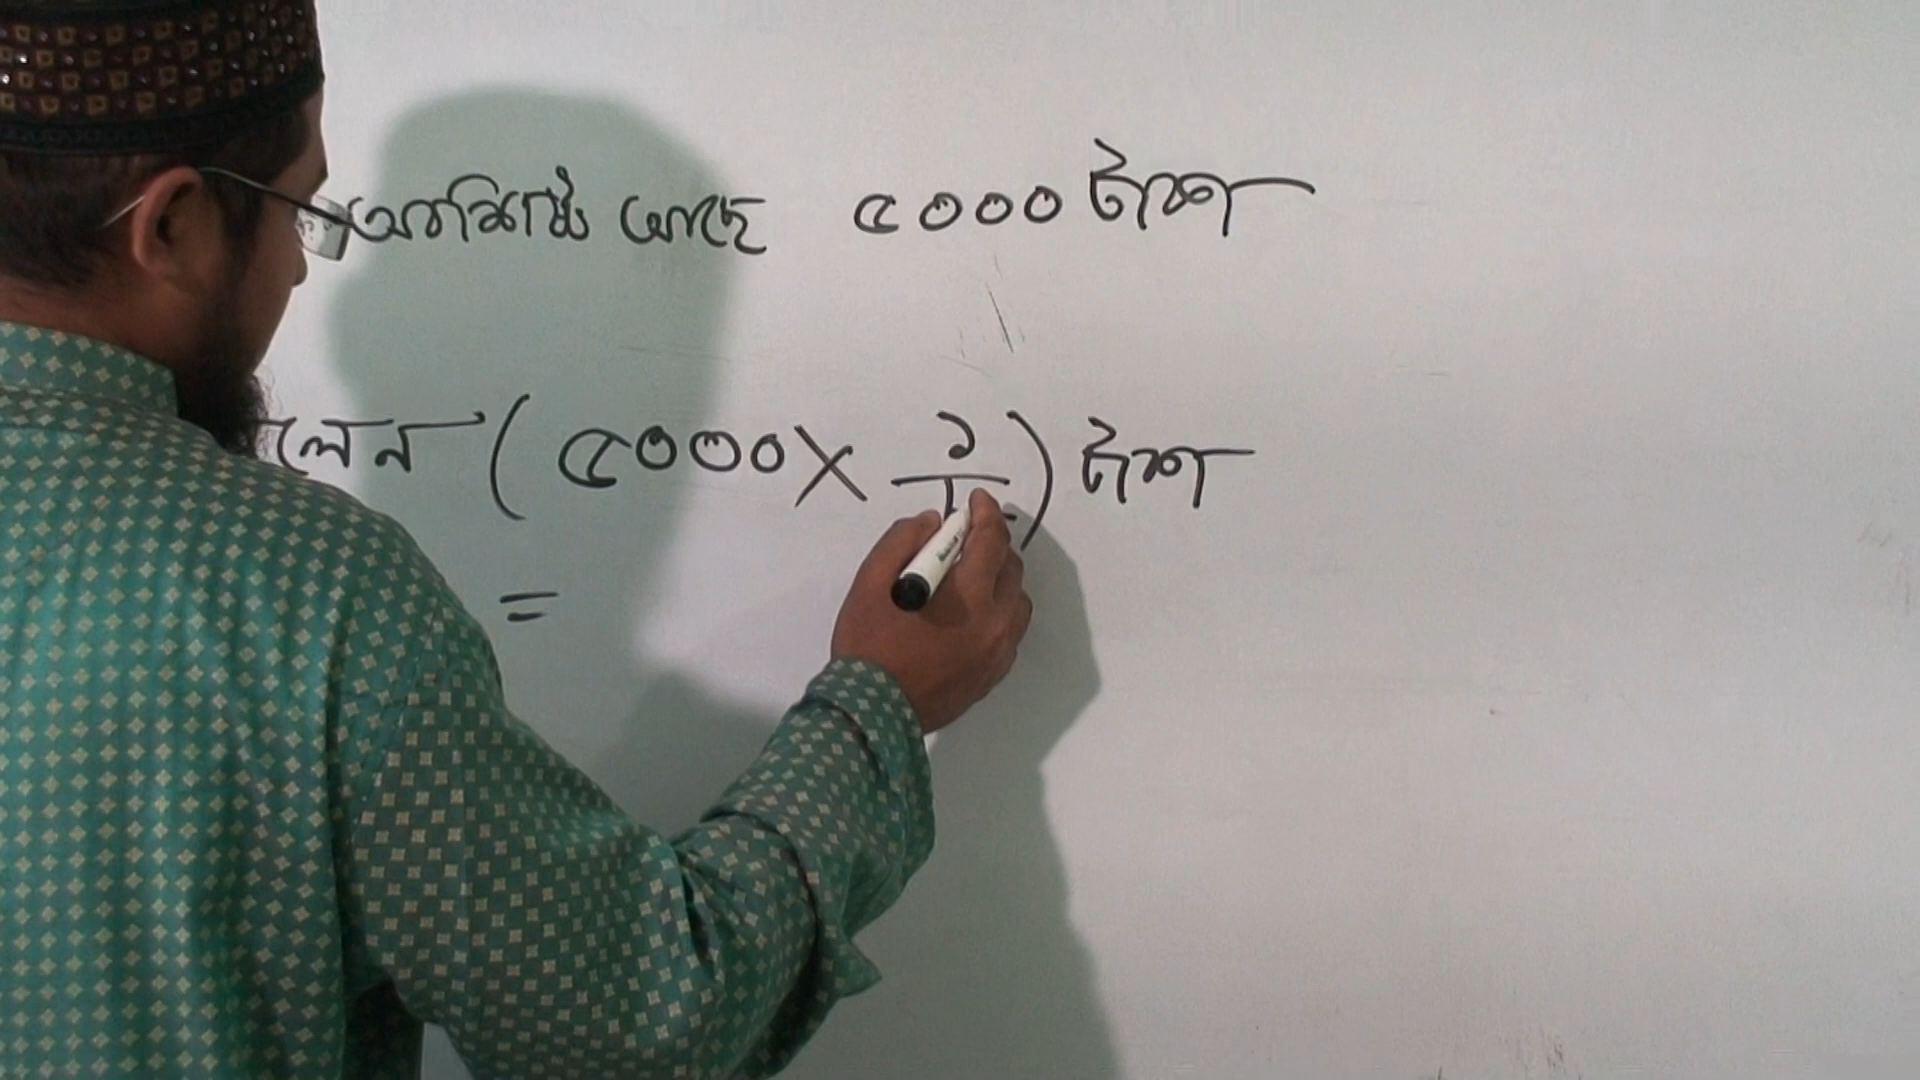 অবশিষ্ট আছে ৫০০০ টাকা
লেন (৫০০০ × ১/) টাকা
=